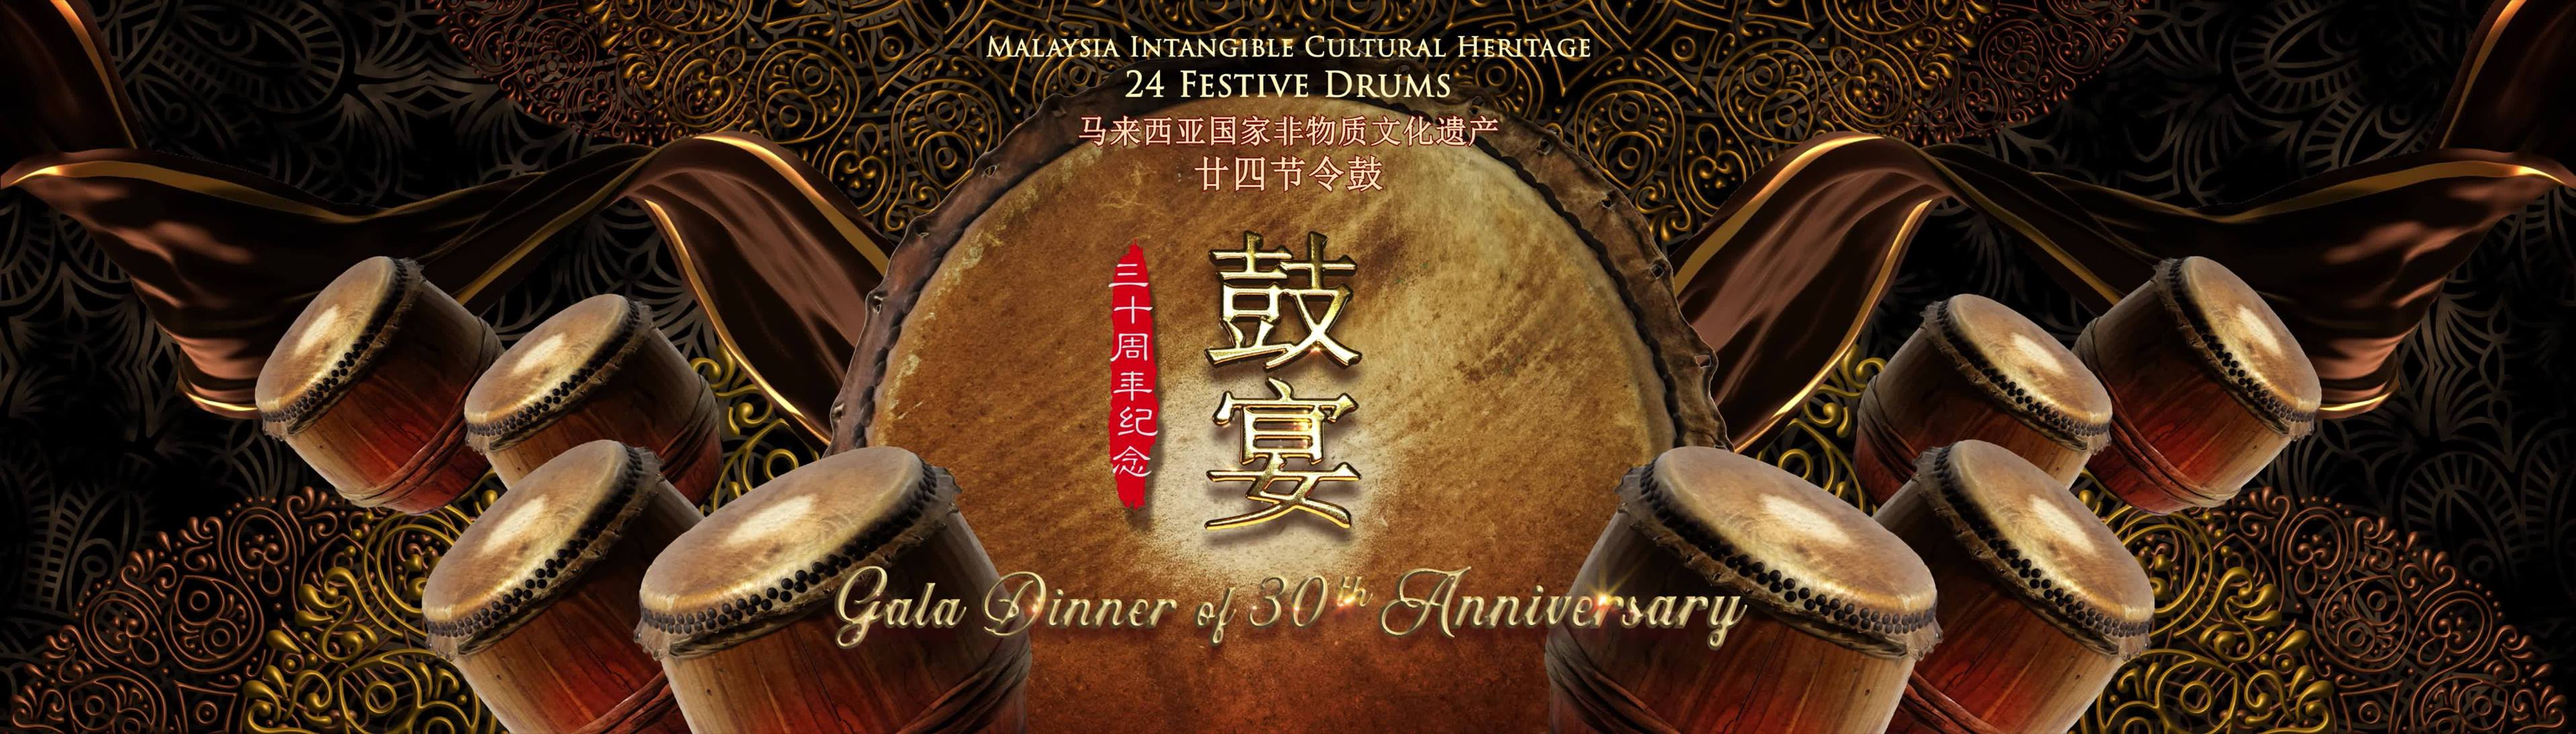 MALAYSIA INTANGIBLE CULTURAL HERITAGE
24 FESTIVE DRUMS
马来西亚国家非物质文化遗产
廿四节令鼓
鼓宴
三十周年纪念
Gala Dinner of 30th Anniversary